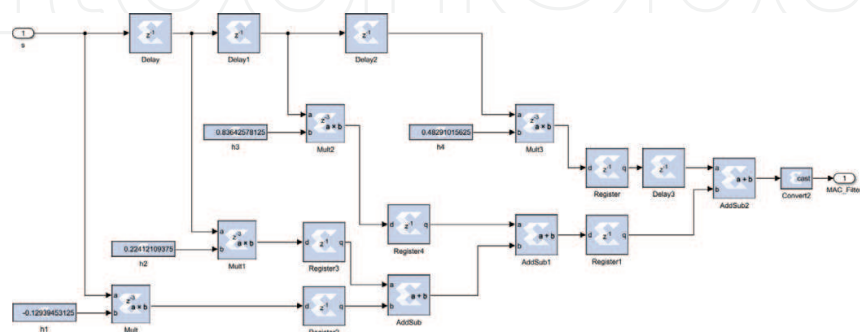 1
s
z-1
Delay
z-1
Delay1
z-1
Delay2
0.83642578125
h3
a
b
z-3
a × b
Mult2
0.48291015625
h4
a
b
z-3
a × b
Mult3
d
z-1
q
Register
z-1
Delay3
a
b
a + b
AddSub2
cast
Convert2
1
MAC_Filte
0.22412109375
h2
a
b
z-3
a × b
Mult1
d
z-1
q
Register3
d
z-1
q
Register4
a
b
a + b
AddSub1
d
z-1
q
Register1
-0.12939453125
h1
a
b
z-3
a × b
Mult
d
z-1
q
Register2
a
b
a + b
AddSub